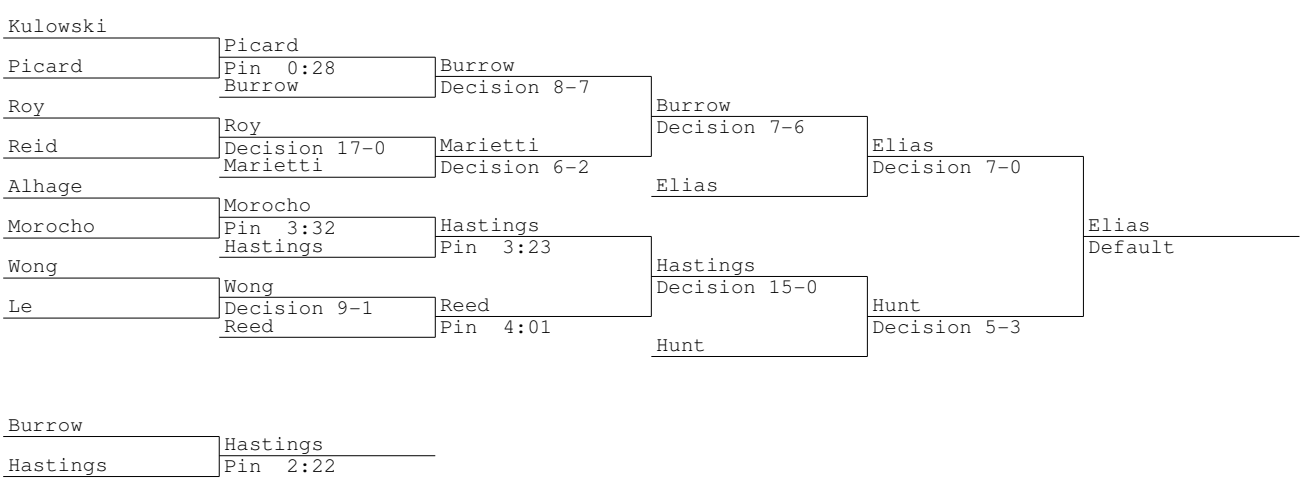 Kulowski
Picard
Picard
Pin 0:28
Burrow
Burrow
Decision 8-7
Roy
Reid
Roy
Decision 17-0
Marietti
Marietti
Decision 6-2
Burrow
Decision 7-6
Elias
Elias
Decision 7-0
Alhage
Morocho
Morocho
Pin 3:32
Hastings
Hastings
Pin 3:23
Wong
Le
Wong
Decision 9-1
Reed
Reed
Pin 4:01
Hastings
Decision 15-0
Hunt
Hunt
Decision 5-3
Elias
Default
Burrow
Hastings
Hastings
Pin 2:22